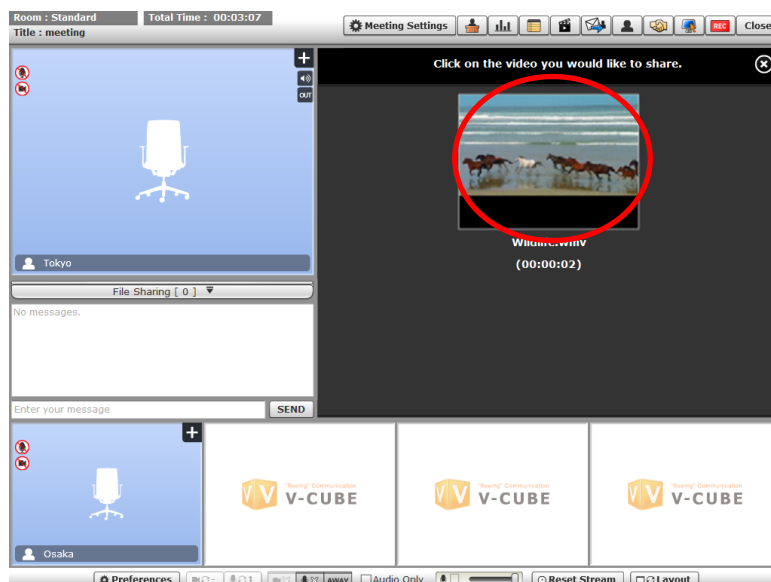 Room : Standard
Total Time : 00:03:07
Title : meeting
Meeting Settings
REC
Close
Click on the video you would like to share.
OUT
Wildlife.wmv
(00:00:02)
Tokyo
File Sharing [ 0 ]
No messages.
Enter your message
SEND
"Seeing" Communication
V-CUBE
"Seeing" Communication
V-CUBE
"Seeing" Communication
V-CUBE
Osaka
Preferences
AWAY
Audio Only
Reset Stream
Layout